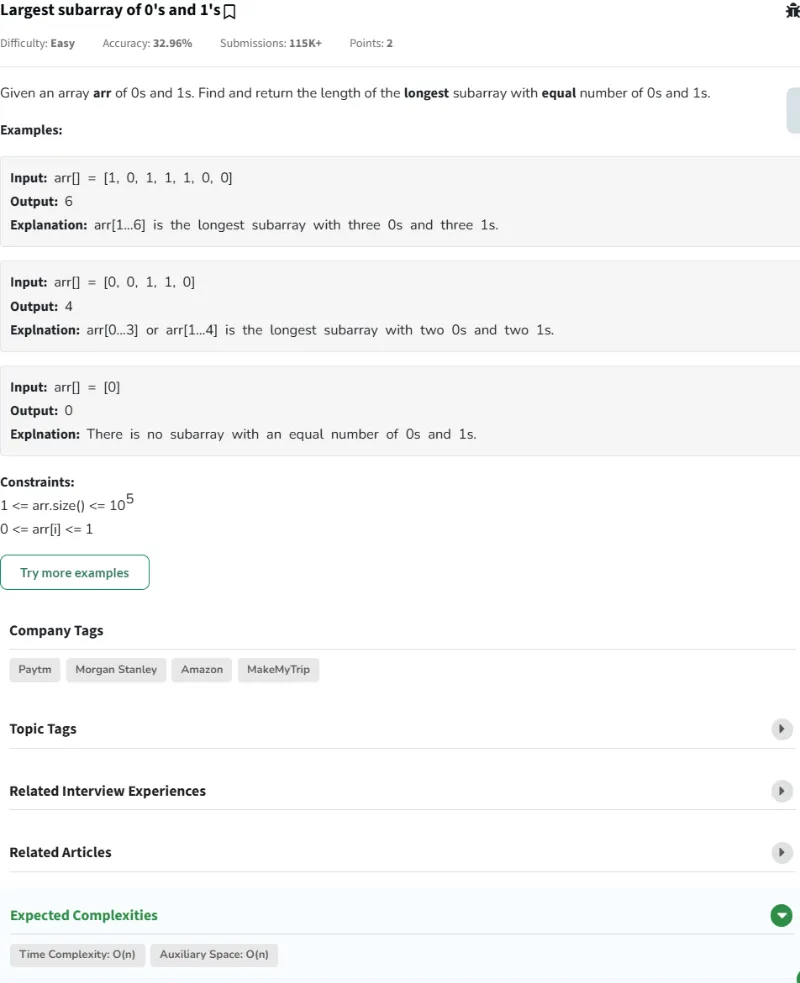 Largest subarray of 0's and 1's
Difficulty: Easy Accuracy: 32.96% Submissions: 115K+ Points: 2
Given an array arr of 0s and 1s. Find and return the length of the longest subarray with equal number of 0s and 1s.
Examples:
Input: arr[] = [1, 0, 1, 1, 1, 0, 0]
Output: 6
Explanation: arr[1...6] is the longest subarray with three 0s and three 1s.
Input: arr[] = [0, 0, 1, 1, 0]
Output: 4
Explnation: arr[0...3] or arr[1...4] is the longest subarray with two 0s and two 1s.
Input: arr[] = [0]
Output: 0
Explnation: There is no subarray with an equal number of 0s and 1s.
Constraints:
1 <= arr.size() <= 10⁵
0 <= arr[i] <= 1
Try more examples
Company Tags
Paytm Morgan Stanley Amazon MakeMyTrip
Topic Tags
Related Interview Experiences
Related Articles
Expected Complexities
Time Complexity: O(n) Auxiliary Space: O(n)